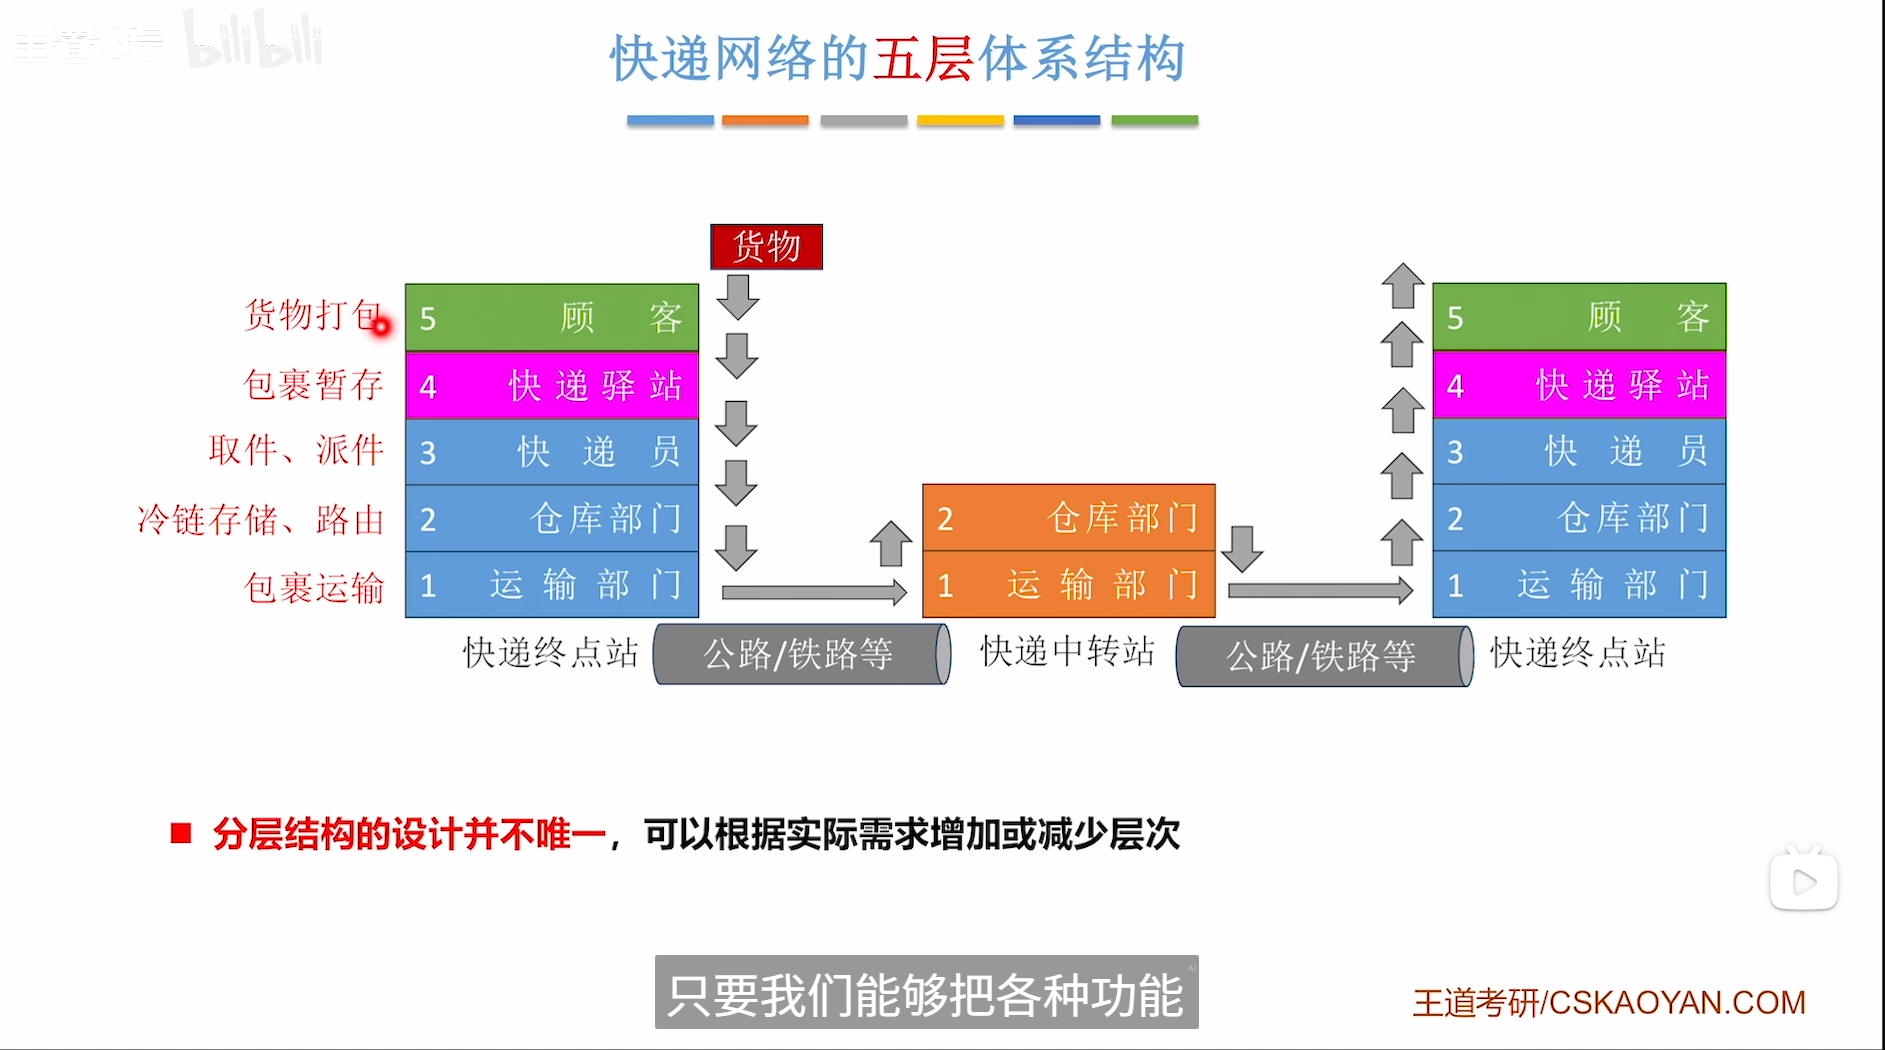 王道论坛 bilibili
快递网络的五层体系结构
货物
货物打包
5 顾客
5 顾客
包裹暂存
4 快递驿站
4 快递驿站
取件、派件
3 快递员
3 快递员
冷链存储、路由
2 仓库部门
2 仓库部门
2 仓库部门
包裹运输
1 运输部门
1 运输部门
1 运输部门
快递终点站
公路/铁路等
快递中转站
公路/铁路等
快递终点站
分层结构的设计并不唯一，可以根据实际需求增加或减少层次
AI
只要我们能够把各种功能
王道考研/CSKAOYAN.COM